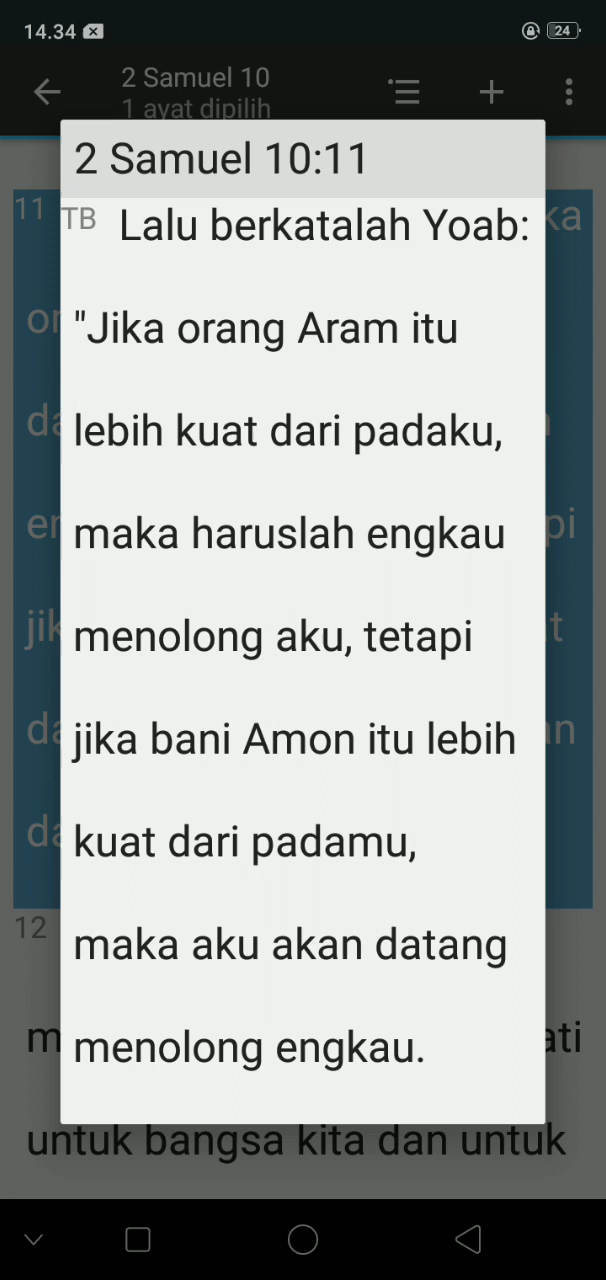 14.34
24
2 Samuel 10
1 ayat dipilih
2 Samuel 10:11
11
TB Lalu berkatalah Yoab:
"Jika orang Aram itu
lebih kuat dari padaku,
maka haruslah engkau
menolong aku, tetapi
jika bani Amon itu lebih
kuat dari padamu,
maka aku akan datang
menolong engkau.
12
untuk bangsa kita dan untuk